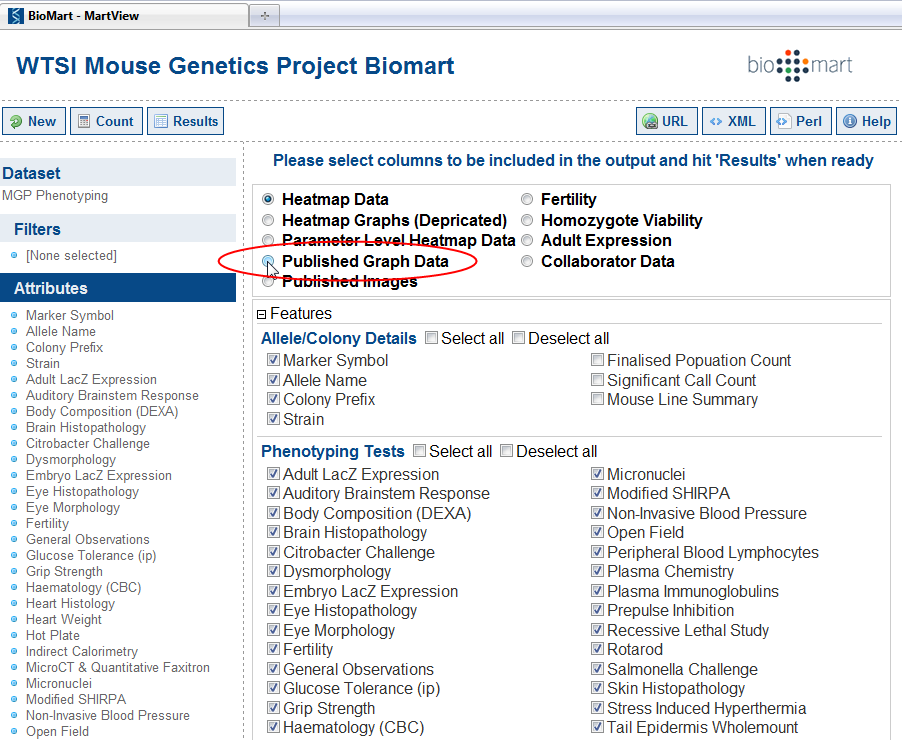 BioMart - MartView
WTSI Mouse Genetics Project Biomart
bio mart
New Count Results URL XML Perl Help
Dataset
MGP Phenotyping
Filters
[None selected]
Attributes
Marker Symbol
Allele Name
Colony Prefix
Strain
Adult LacZ Expression
Auditory Brainstem Response
Body Composition (DEXA)
Brain Histopathology
Citrobacter Challenge
Dysmorphology
Embryo LacZ Expression
Eye Histopathology
Eye Morphology
Fertility
General Observations
Glucose Tolerance (ip)
Grip Strength
Haematology (CBC)
Heart Histology
Heart Weight
Hot Plate
Indirect Calorimetry
MicroCT & Quantitative Faxitron
Micronuclei
Modified SHIRPA
Non-Invasive Blood Pressure
Open Field
Please select columns to be included in the output and hit 'Results' when ready
Heatmap Data Fertility
Heatmap Graphs (Depricated) Homozygote Viability
Parameter Level Heatmap Data Adult Expression
Published Graph Data Collaborator Data
Published Images
Features
Allele/Colony Details Select all Deselect all
Marker Symbol Finalised Popuation Count
Allele Name Significant Call Count
Colony Prefix Mouse Line Summary
Strain
Phenotyping Tests Select all Deselect all
Adult LacZ Expression Micronuclei
Auditory Brainstem Response Modified SHIRPA
Body Composition (DEXA) Non-Invasive Blood Pressure
Brain Histopathology Open Field
Citrobacter Challenge Peripheral Blood Lymphocytes
Dysmorphology Plasma Chemistry
Embryo LacZ Expression Plasma Immunoglobulins
Eye Histopathology Prepulse Inhibition
Eye Morphology Recessive Lethal Study
Fertility Rotarod
General Observations Salmonella Challenge
Glucose Tolerance (ip) Skin Histopathology
Grip Strength Stress Induced Hyperthermia
Haematology (CBC) Tail Epidermis Wholemount